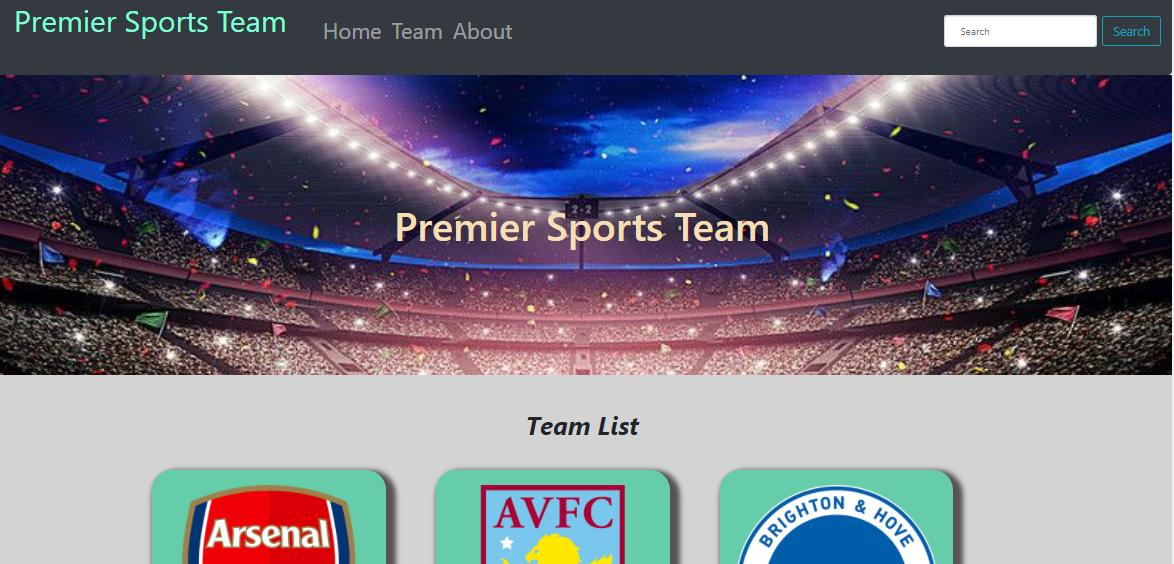 Premier Sports Team
Home Team About
Search
Search
Premier Sports Team
Team List
Arsenal
AVFC
BRIGHTON & HOVE